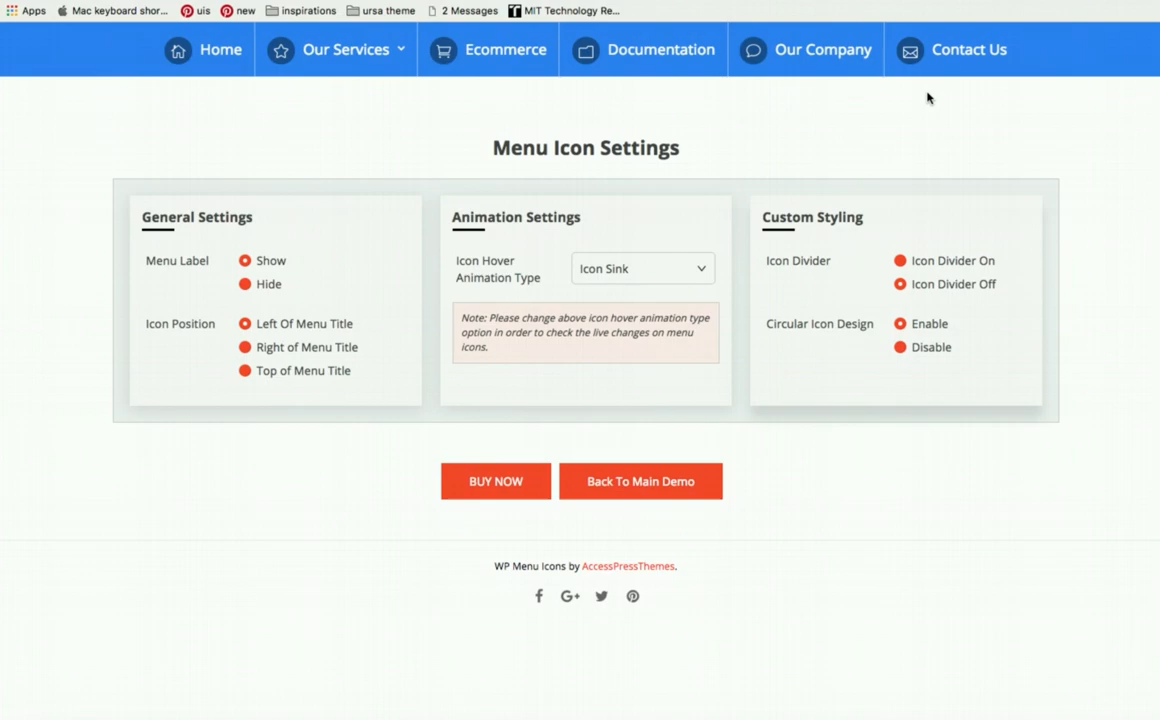 Apps Mac keyboard shor... uis new inspirations ursa theme 2 Messages MIT Technology Re...
Home Our Services Ecommerce Documentation Our Company Contact Us
Menu Icon Settings
General Settings
Menu Label
Show
Hide
Icon Position
Left Of Menu Title
Right of Menu Title
Top of Menu Title
Animation Settings
Icon Hover
Animation Type
Icon Sink
Note: Please change above icon hover animation type
option in order to check the live changes on menu
icons.
Custom Styling
Icon Divider
Icon Divider On
Icon Divider Off
Circular Icon Design
Enable
Disable
BUY NOW
Back To Main Demo
WP Menu Icons by AccessPressThemes.